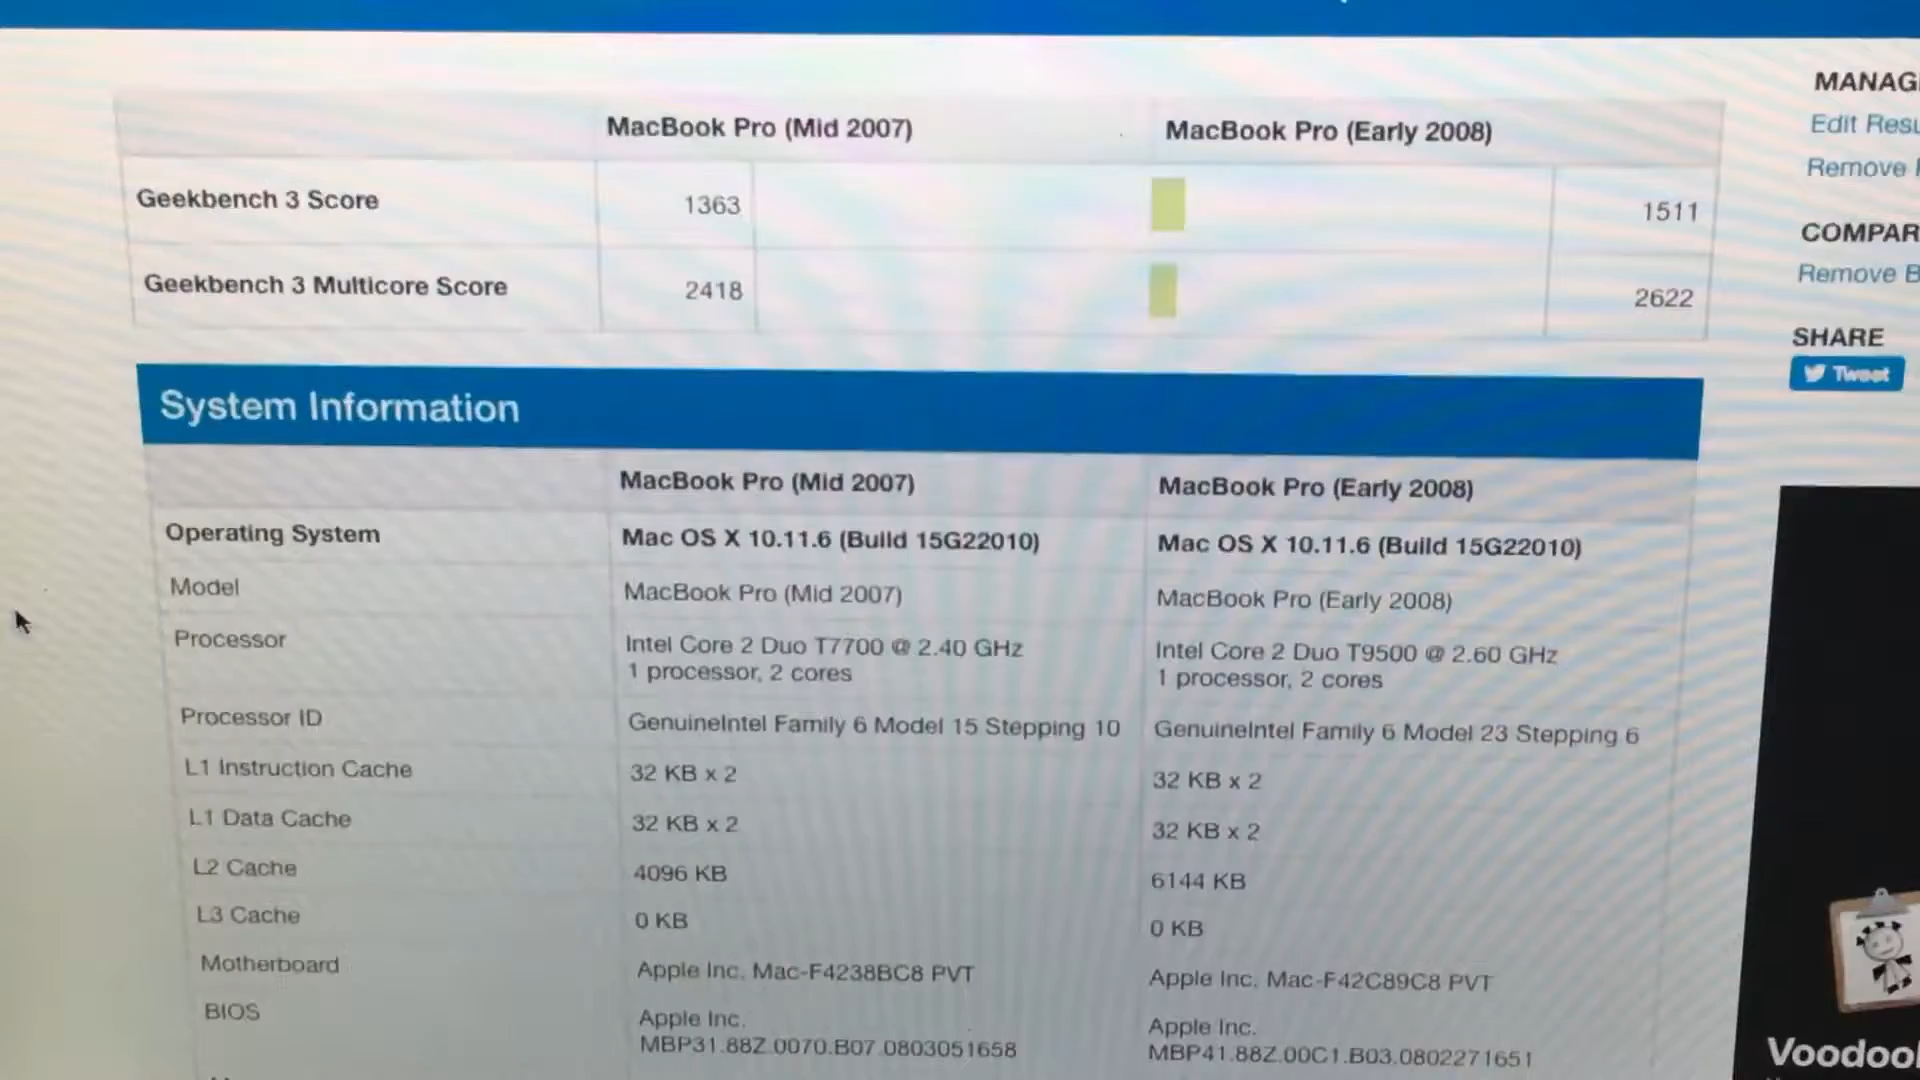 MacBook Pro (Mid 2007) MacBook Pro (Early 2008)
Geekbench 3 Score 1363 1511
Geekbench 3 Multicore Score 2418 2622
System Information
MacBook Pro (Mid 2007) MacBook Pro (Early 2008)
Operating System Mac OS X 10.11.6 (Build 15G22010) Mac OS X 10.11.6 (Build 15G22010)
Model MacBook Pro (Mid 2007) MacBook Pro (Early 2008)
Processor Intel Core 2 Duo T7700 @ 2.40 GHz Intel Core 2 Duo T9500 @ 2.60 GHz
1 processor, 2 cores 1 processor, 2 cores
Processor ID GenuineIntel Family 6 Model 15 Stepping 10 GenuineIntel Family 6 Model 23 Stepping 6
L1 Instruction Cache 32 KB x 2 32 KB x 2
L1 Data Cache 32 KB x 2 32 KB x 2
L2 Cache 4096 KB 6144 KB
L3 Cache 0 KB 0 KB
Motherboard Apple Inc. Mac-F4238BC8 PVT Apple Inc. Mac-F42C89C8 PVT
BIOS Apple Inc. Apple Inc.
MBP31.88Z.0070.B07.0803051658 MBP41.88Z.00C1.B03.0802271651
MANAG
Edit Resu
Remove
COMPAR
Remove B
SHARE
Tweet
Voodoo